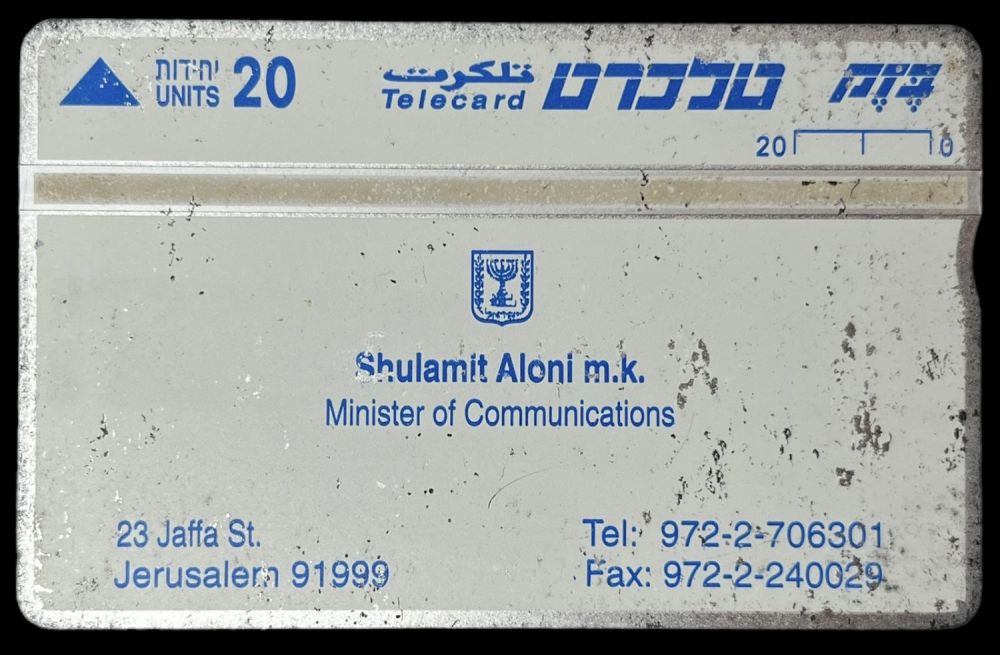 יחידות
UNITS 20
تلكرت
Telecard
טלכרט
בזק
20 0
Shulamit Aloni m.k.
Minister of Communications
23 Jaffa St.
Jerusalem 91999
Tel: 972-2-706301
Fax: 972-2-240029